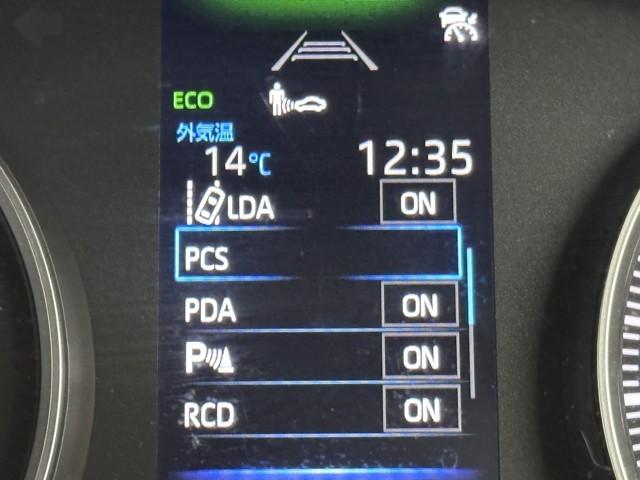 ECO
外気温
14℃ 12:35
LDA ON
PCS
PDA ON
P ON
RCD ON